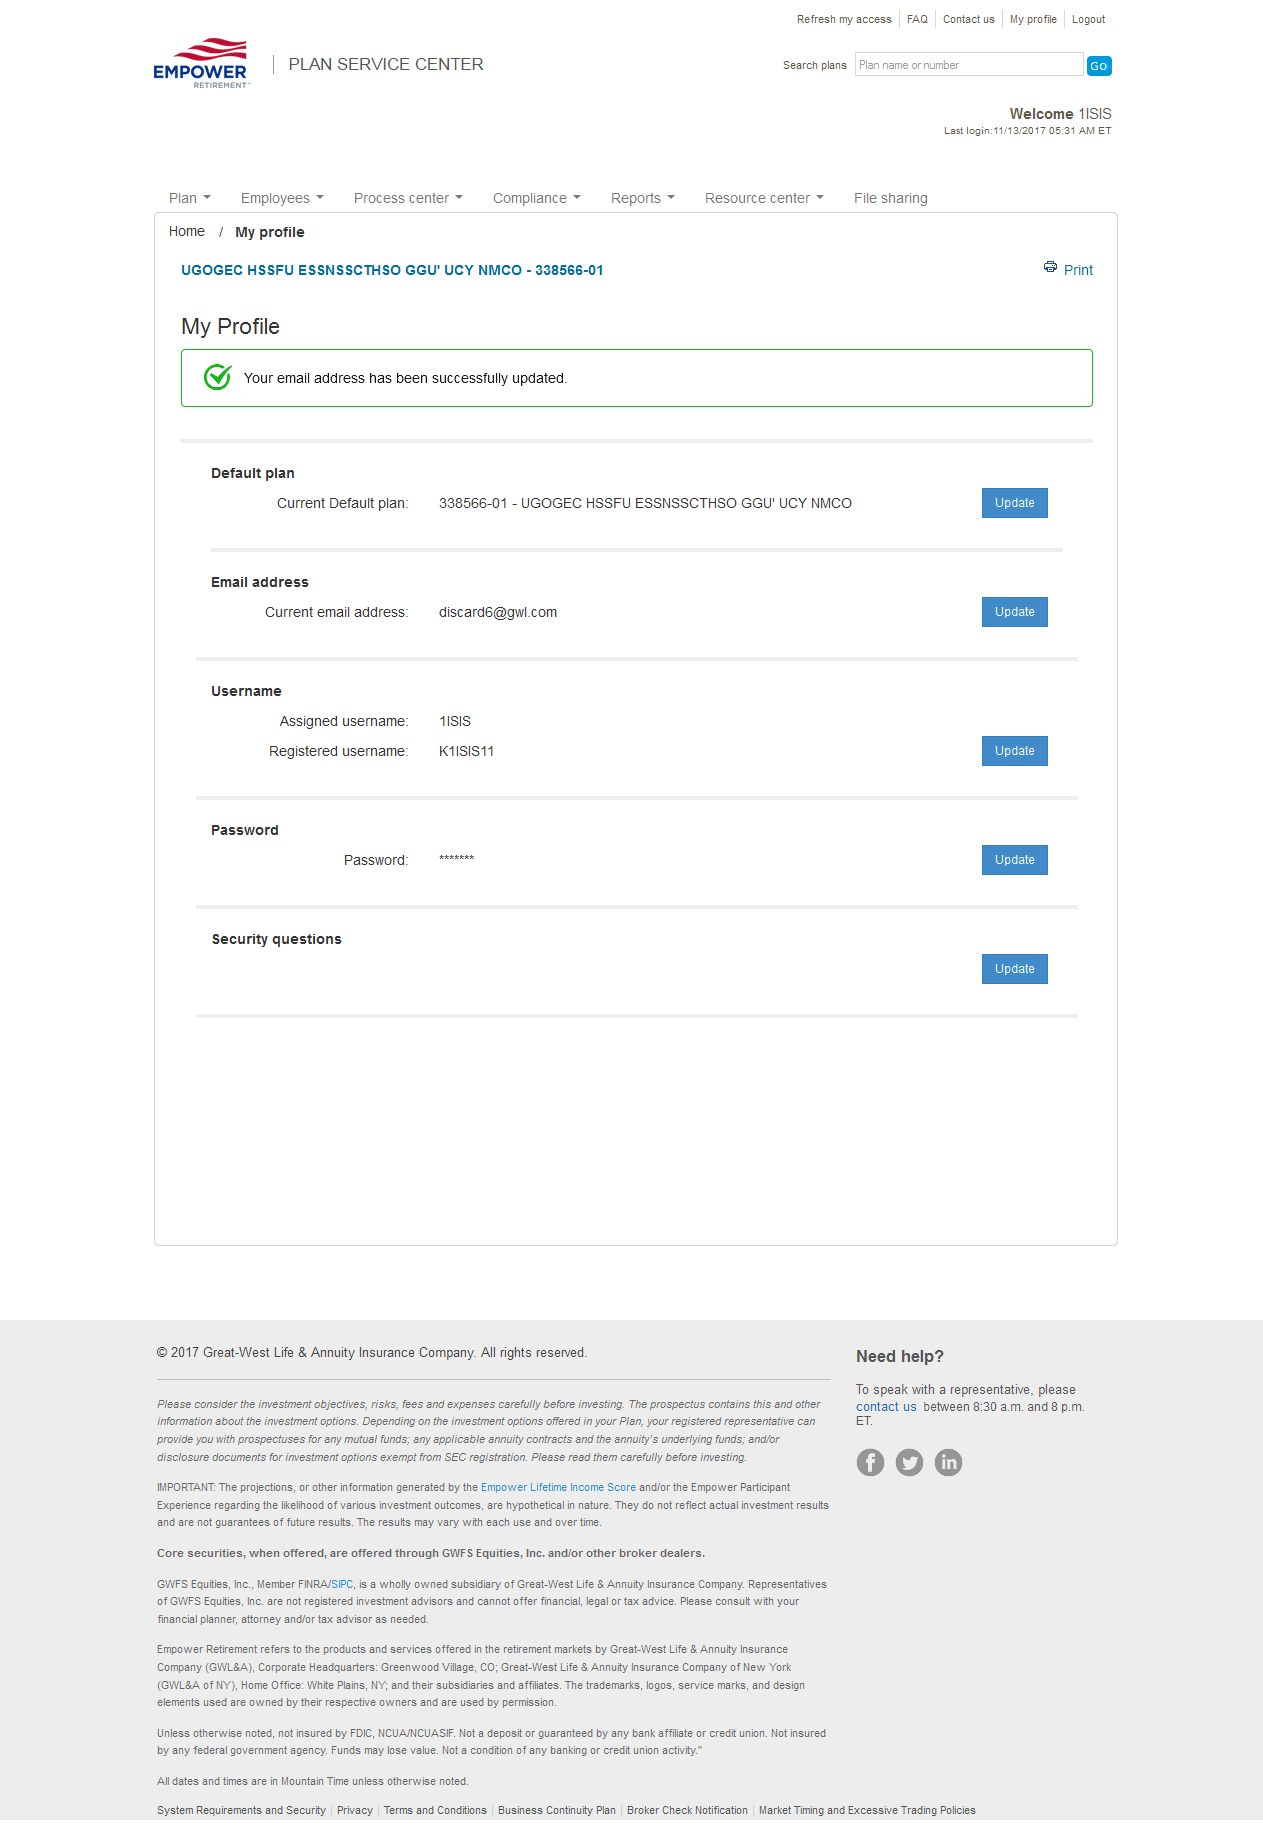 Refresh my access FAQ Contact us My profile Logout
EMPOWER
RETIREMENT
PLAN SERVICE CENTER
Search plans Plan name or number Go
Welcome 1ISIS
Last login:11/13/2017 05:31 AM ET
Plan Employees Process center Compliance Reports Resource center File sharing
Home / My profile
UGOGEC HSSFU ESSNSSCTHSO GGU' UCY NMCO - 338566-01
Print
My Profile
Your email address has been successfully updated.
Default plan
Current Default plan: 338566-01 - UGOGEC HSSFU ESSNSSCTHSO GGU' UCY NMCO Update
Email address
Current email address: discard6@gwl.com Update
Username
Assigned username: 1ISIS
Registered username: K1ISIS11 Update
Password
Password: ******* Update
Security questions
Update
© 2017 Great-West Life & Annuity Insurance Company. All rights reserved.
Please consider the investment objectives, risks, fees and expenses carefully before investing. The prospectus contains this and other
information about the investment options. Depending on the investment options offered in your Plan, your registered representative can
provide you with prospectuses for any mutual funds; any applicable annuity contracts and the annuity's underlying funds; and/or
disclosure documents for investment options exempt from SEC registration. Please read them carefully before investing.
IMPORTANT: The projections, or other information generated by the Empower Lifetime Income Score and/or the Empower Participant
Experience regarding the likelihood of various investment outcomes, are hypothetical in nature. They do not reflect actual investment results
and are not guarantees of future results. The results may vary with each use and over time.
Core securities, when offered, are offered through GWFS Equities, Inc. and/or other broker dealers.
GWFS Equities, Inc., Member FINRA/SIPC, is a wholly owned subsidiary of Great-West Life & Annuity Insurance Company. Representatives
of GWFS Equities, Inc. are not registered investment advisors and cannot offer financial, legal or tax advice. Please consult with your
financial planner, attorney and/or tax advisor as needed.
Empower Retirement refers to the products and services offered in the retirement markets by Great-West Life & Annuity Insurance
Company (GWL&A), Corporate Headquarters: Greenwood Village, CO; Great-West Life & Annuity Insurance Company of New York
(GWL&A of NY), Home Office: White Plains, NY; and their subsidiaries and affiliates. The trademarks, logos, service marks, and design
elements used are owned by their respective owners and are used by permission.
Unless otherwise noted, not insured by FDIC, NCUA/NCUASIF. Not a deposit or guaranteed by any bank affiliate or credit union. Not insured
by any federal government agency. Funds may lose value. Not a condition of any banking or credit union activity."
All dates and times are in Mountain Time unless otherwise noted.
Need help?
To speak with a representative, please
contact us between 8:30 a.m. and 8 p.m.
ET.
System Requirements and Security Privacy Terms and Conditions Business Continuity Plan Broker Check Notification Market Timing and Excessive Trading Policies